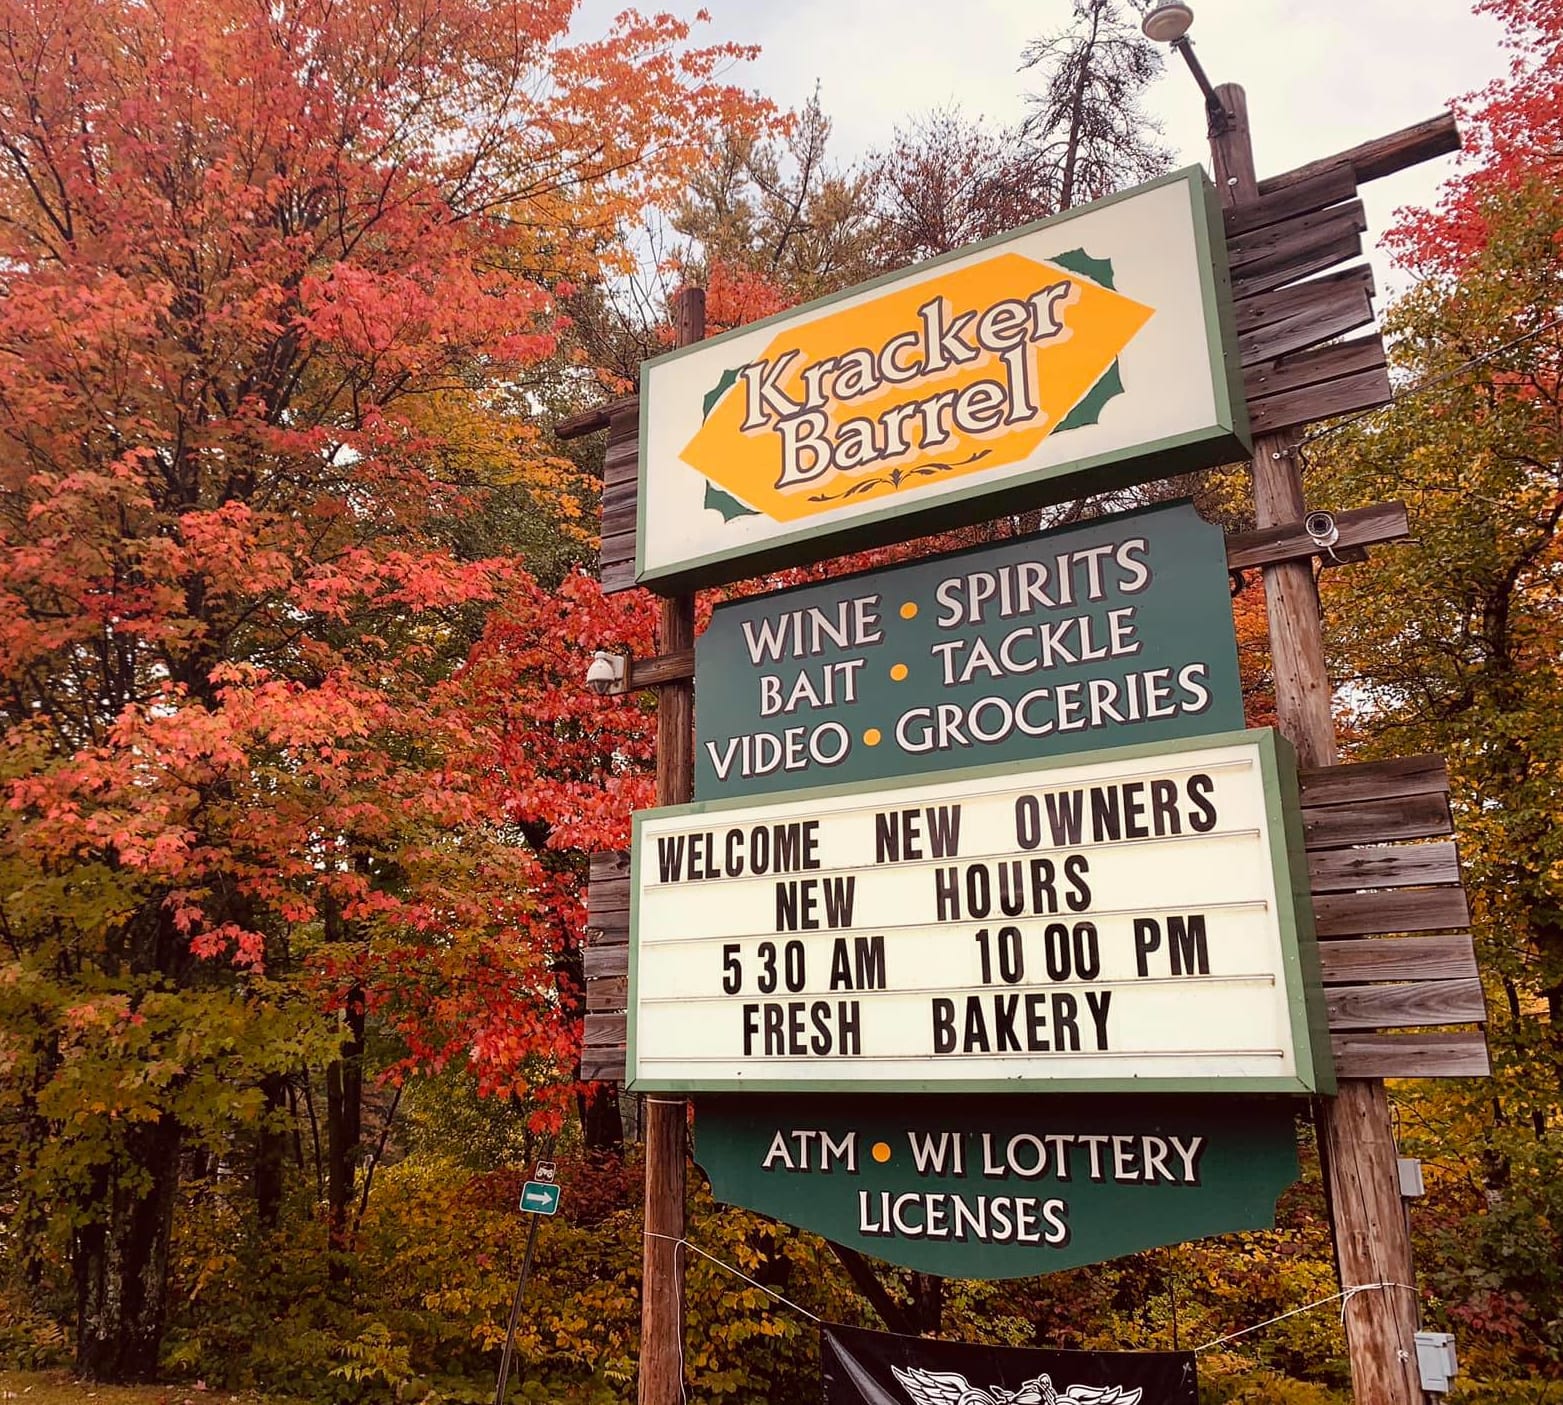 Kracker
Barrel
WINE • SPIRITS
BAIT • TACKLE
VIDEO • GROCERIES
WELCOME NEW OWNERS
NEW HOURS
5 30 AM 10 00 PM
FRESH BAKERY
ATM • WI LOTTERY
LICENSES